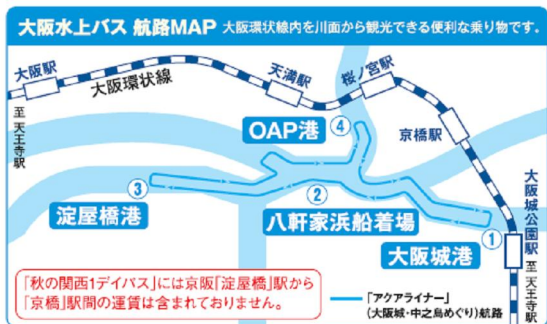 大阪水上バス 航路MAP 大阪環状線内を川面から観光できる便利な乗り物です。
大阪駅
大阪環状線
天満駅
桜ノ宮駅
至 天王寺駅
OAP港
④
京橋駅
③
淀屋橋港
②
八軒家浜船着場
大阪城港
①
大阪城公園駅
至 天王寺駅
「秋の関西1デイパス」には京阪「淀屋橋」駅から
「京橋」駅間の運賃は含まれておりません。
「アクアライナー」
(大阪城・中之島めぐり)航路